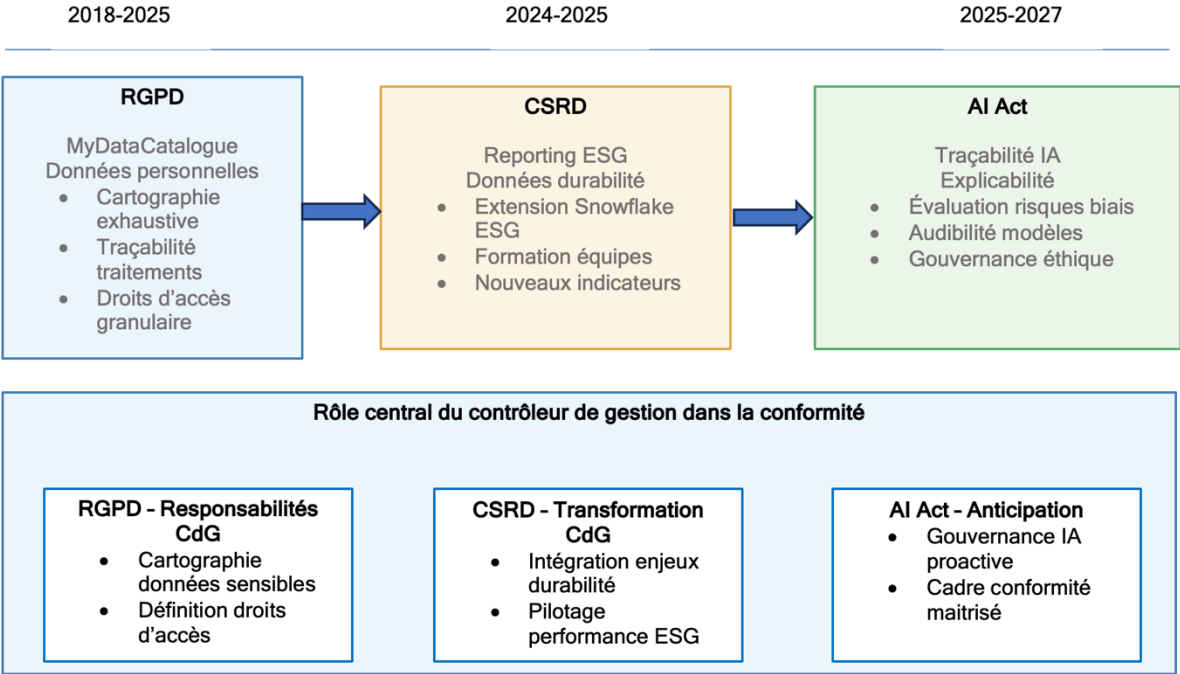 2018-2025
2024-2025
2025-2027
RGPD
MyDataCatalogue
Données personnelles
• Cartographie
exhaustive
• Traçabilité
traitements
• Droits d’accès
granulaire
CSRD
Reporting ESG
Données durabilité
• Extension Snowflake
ESG
• Formation équipes
• Nouveaux indicateurs
AI Act
Traçabilité IA
Explicabilité
• Évaluation risques biais
• Audibilité modèles
• Gouvernance éthique
Rôle central du contrôleur de gestion dans la conformité
RGPD – Responsabilités
CdG
• Cartographie
données sensibles
• Définition droits
d’accès
CSRD – Transformation
CdG
• Intégration enjeux
durabilité
• Pilotage
performance ESG
AI Act – Anticipation
• Gouvernance IA
proactive
• Cadre conformité
maitrisé